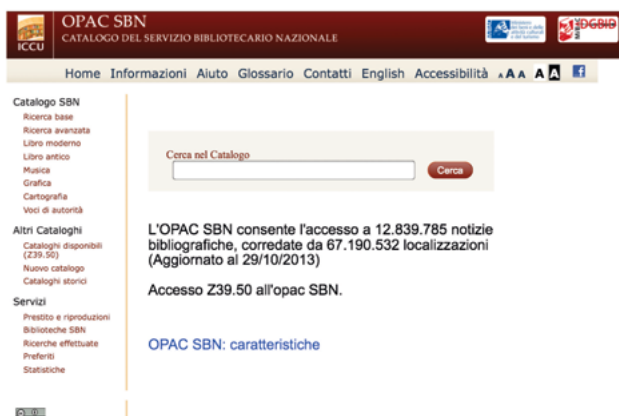 OPAC SBN
CATALOGO DEL SERVIZIO BIBLIOTECARIO NAZIONALE
ICCU
DGBID
Home Informazioni Aiuto Glossario Contatti English Accessibilità A A A A A f
Catalogo SBN
Ricerca base
Ricerca avanzata
Libro moderno
Libro antico
Musica
Grafica
Cartografia
Voci di autorità
Altri Cataloghi
Cataloghi disponibili
(Z39.50)
Nuovo catalogo
Cataloghi storici
Servizi
Prestito e riproduzioni
Biblioteche SBN
Ricerche effettuate
Preferiti
Statistiche
Cerca nel Catalogo
Cerca
L'OPAC SBN consente l'accesso a 12.839.785 notizie
bibliografiche, corredate da 67.190.532 localizzazioni
(Aggiornato al 29/10/2013)
Accesso Z39.50 all'opac SBN.
OPAC SBN: caratteristiche